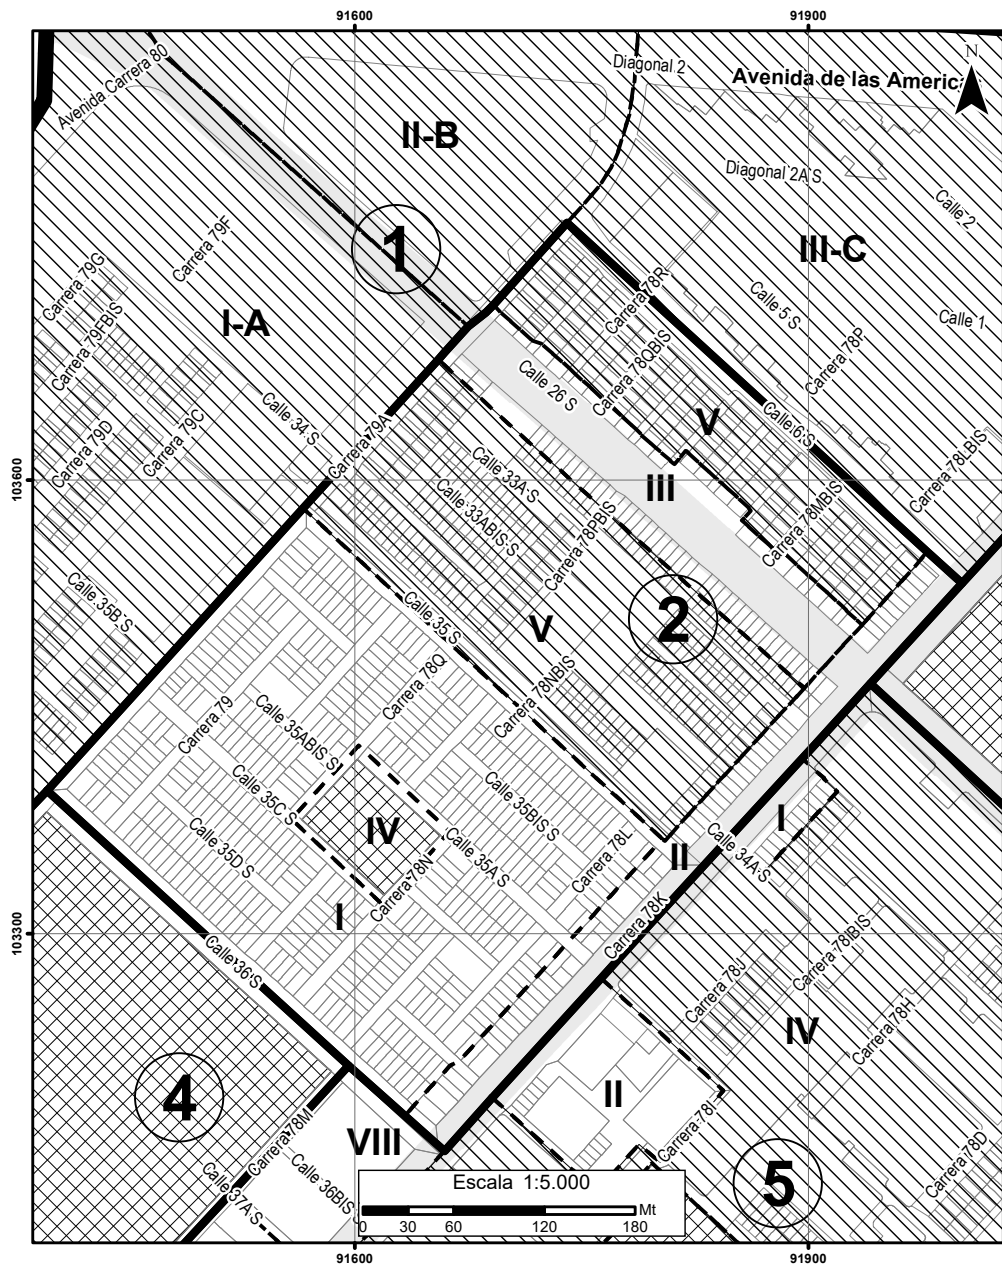 91600
91900
Diagonal 2
N
Avenida de las America
Avenida Carrera 80
II-B
Diagonal 2A S
Calle 2
1
III-C
Carrera 79F
Carrera 79G
Carrera 78R
Calle 5 S
Calle 1
I-A
Carrera 79FBIS
Carrera 78QBIS
Carrera 78P
Calle 26 S
Carrera 79D
Carrera 79C
Calle 34 S
Carrera 79A
V
Calle 6 S
Carrera 78LBIS
103600
Calle 33A S
III
Calle 33ABIS S
Carrera 78PBIS
Carrera 78MBIS
Calle 35B S
Calle 35 S
V
2
Carrera 78Q
Carrera 78NBIS
Carrera 79
Calle 35ABIS S
Calle 35C S
Calle 35BIS S
IV
I
Calle 35D S
Calle 35A S
Carrera 78L
II
Calle 34A S
Carrera 78N
I
Carrera 78K
103300
Calle 36 S
Carrera 78J
Carrera 78IBIS
Carrera 78H
IV
4
II
Carrera 78M
VIII
Carrera 78I
Carrera 78D
Calle 37A S
Calle 36BIS
5
Escala 1:5.000
0 30 60 120 180 Mt
91600
91900